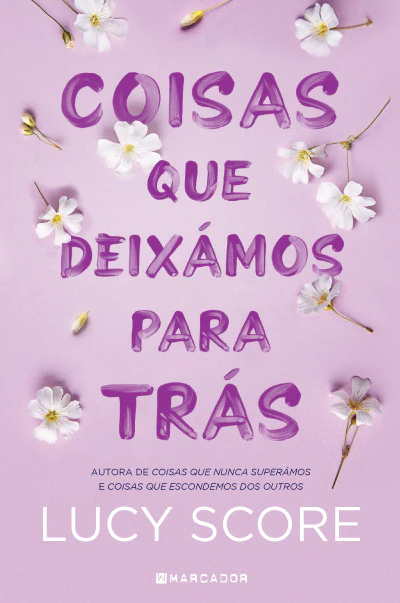 COISAS
QUE
DEIXÁMOS
PARA
TRÁS
AUTORA DE COISAS QUE NUNCA SUPERÁMOS
E COISAS QUE ESCONDEMOS DOS OUTROS
LUCY SCORE
MARCADOR